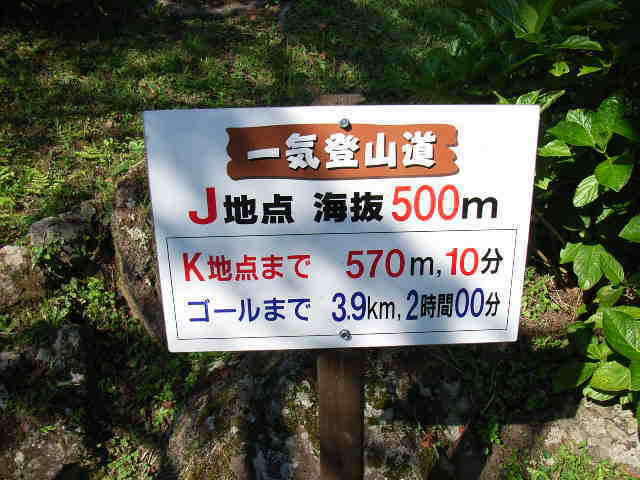 一気登山道
J地点 海抜500m
K地点まで 570m,10分
ゴールまで 3.9km,2時間00分